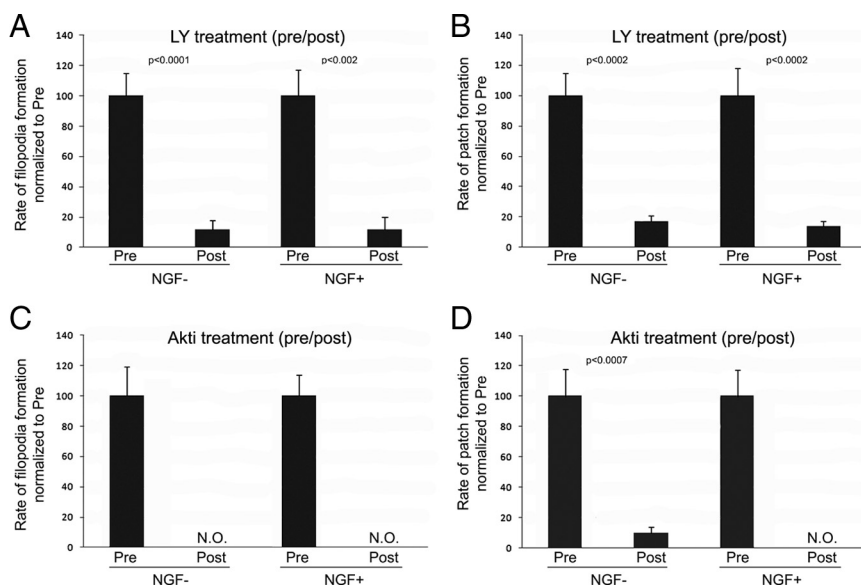 A
LY treatment (pre/post)
p<0.0001
p<0.002
Rate of filopodia formation
normalized to Pre
140
120
100
80
60
40
20
0
Pre
Post
Pre
Post
NGF-
NGF+
B
LY treatment (pre/post)
p<0.0002
p<0.0002
Rate of patch formation
normalized to Pre
140
120
100
80
60
40
20
0
Pre
Post
Pre
Post
NGF-
NGF+
C
Akti treatment (pre/post)
Rate of filopodia formation
normalized to Pre
140
120
100
80
60
40
20
0
N.O.
N.O.
Pre
Post
Pre
Post
NGF-
NGF+
D
Akti treatment (pre/post)
p<0.0007
Rate of patch formation
normalized to Pre
140
120
100
80
60
40
20
0
N.O.
Pre
Post
Pre
Post
NGF-
NGF+